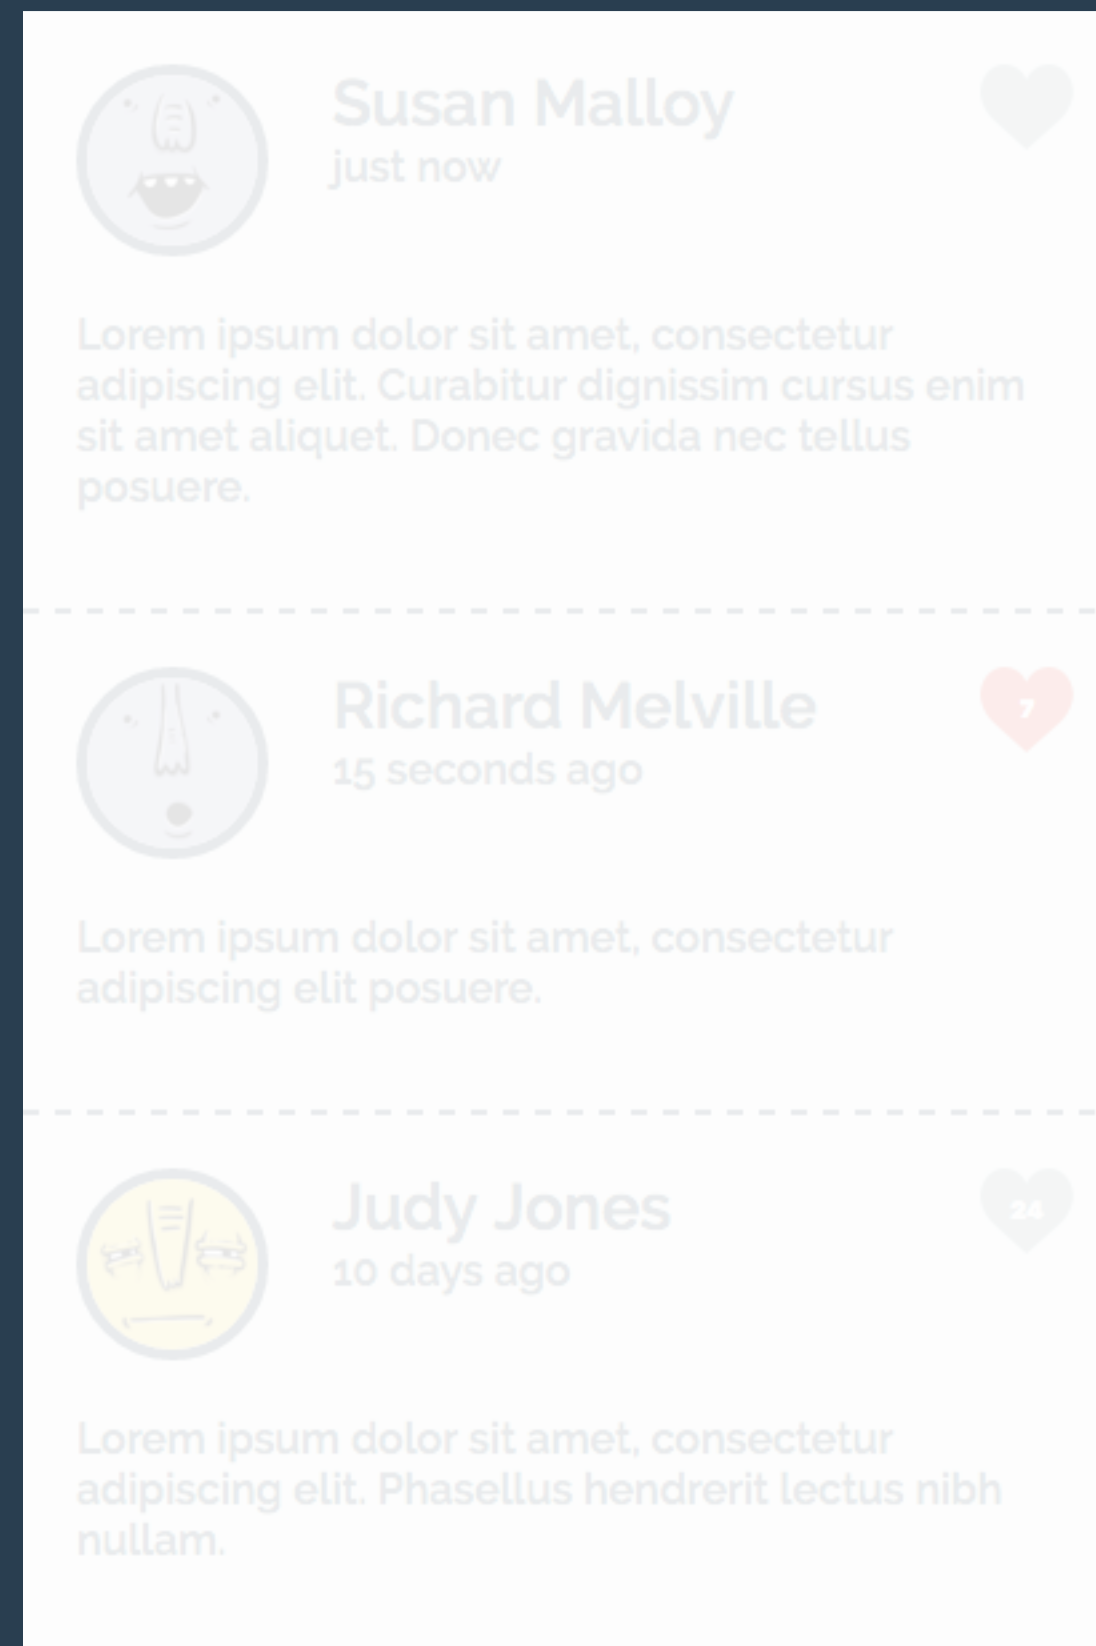 Susan Malloy
just now
Lorem ipsum dolor sit amet, consectetur
adipiscing elit. Curabitur dignissim cursus enim
sit amet aliquet. Donec gravida nec tellus
posuere.
Richard Melville
7
15 seconds ago
Lorem ipsum dolor sit amet, consectetur
adipiscing elit posuere.
Judy Jones
24
10 days ago
Lorem ipsum dolor sit amet, consectetur
adipiscing elit. Phasellus hendrerit lectus nibh
nullam.